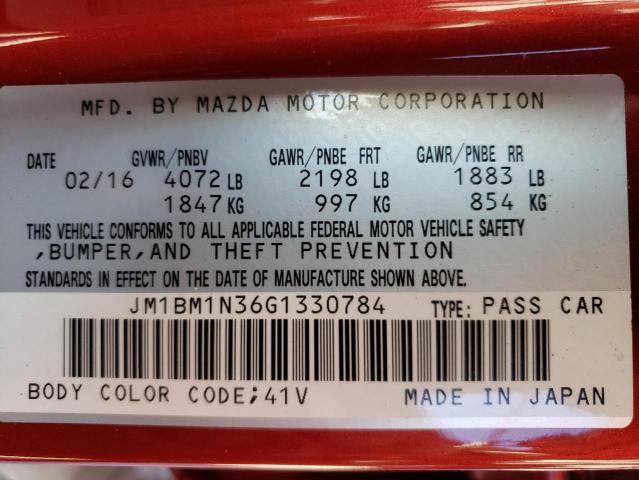 MFD. BY MAZDA MOTOR CORPORATION
DATE GVWR/PNBV GAWR/PNBE FRT GAWR/PNBE RR
02/16 4072 LB 2198 LB 1883 LB
1847 KG 997 KG 854 KG
THIS VEHICLE CONFORMS TO ALL APPLICABLE FEDERAL MOTOR VEHICLE SAFETY
,BUMPER,AND THEFT PREVENTION
STANDARDS IN EFFECT ON THE DATE OF MANUFACTURE SHOWN ABOVE.
JM1BM1N36G1330784 TYPE: PASS CAR
BODY COLOR CODE;41V MADE IN JAPAN